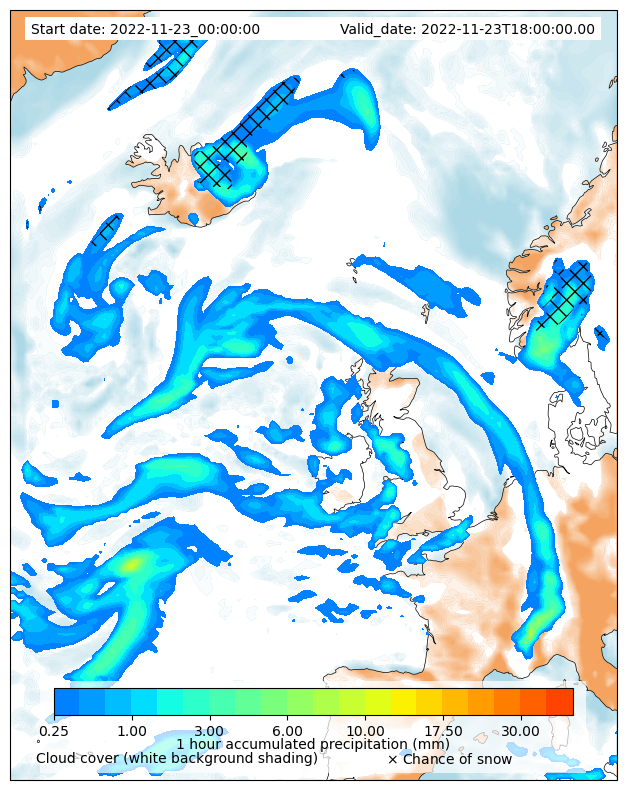 Start date: 2022-11-23_00:00:00 Valid_date: 2022-11-23T18:00:00.00
0.25 1.00 3.00 6.00 10.00 17.50 30.00
1 hour accumulated precipitation (mm)
Cloud cover (white background shading) × Chance of snow